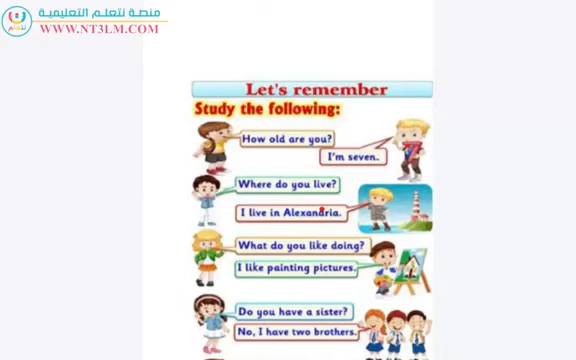 منصة نتعلم التعليمية
WWW.NT3LM.COM
نتعلم
Let's remember
Study the following:
How old are you?
I'm seven.
Where do you live?
I live in Alexandria.
What do you like doing?
I like painting pictures.
Do you have a sister?
No, I have two brothers.